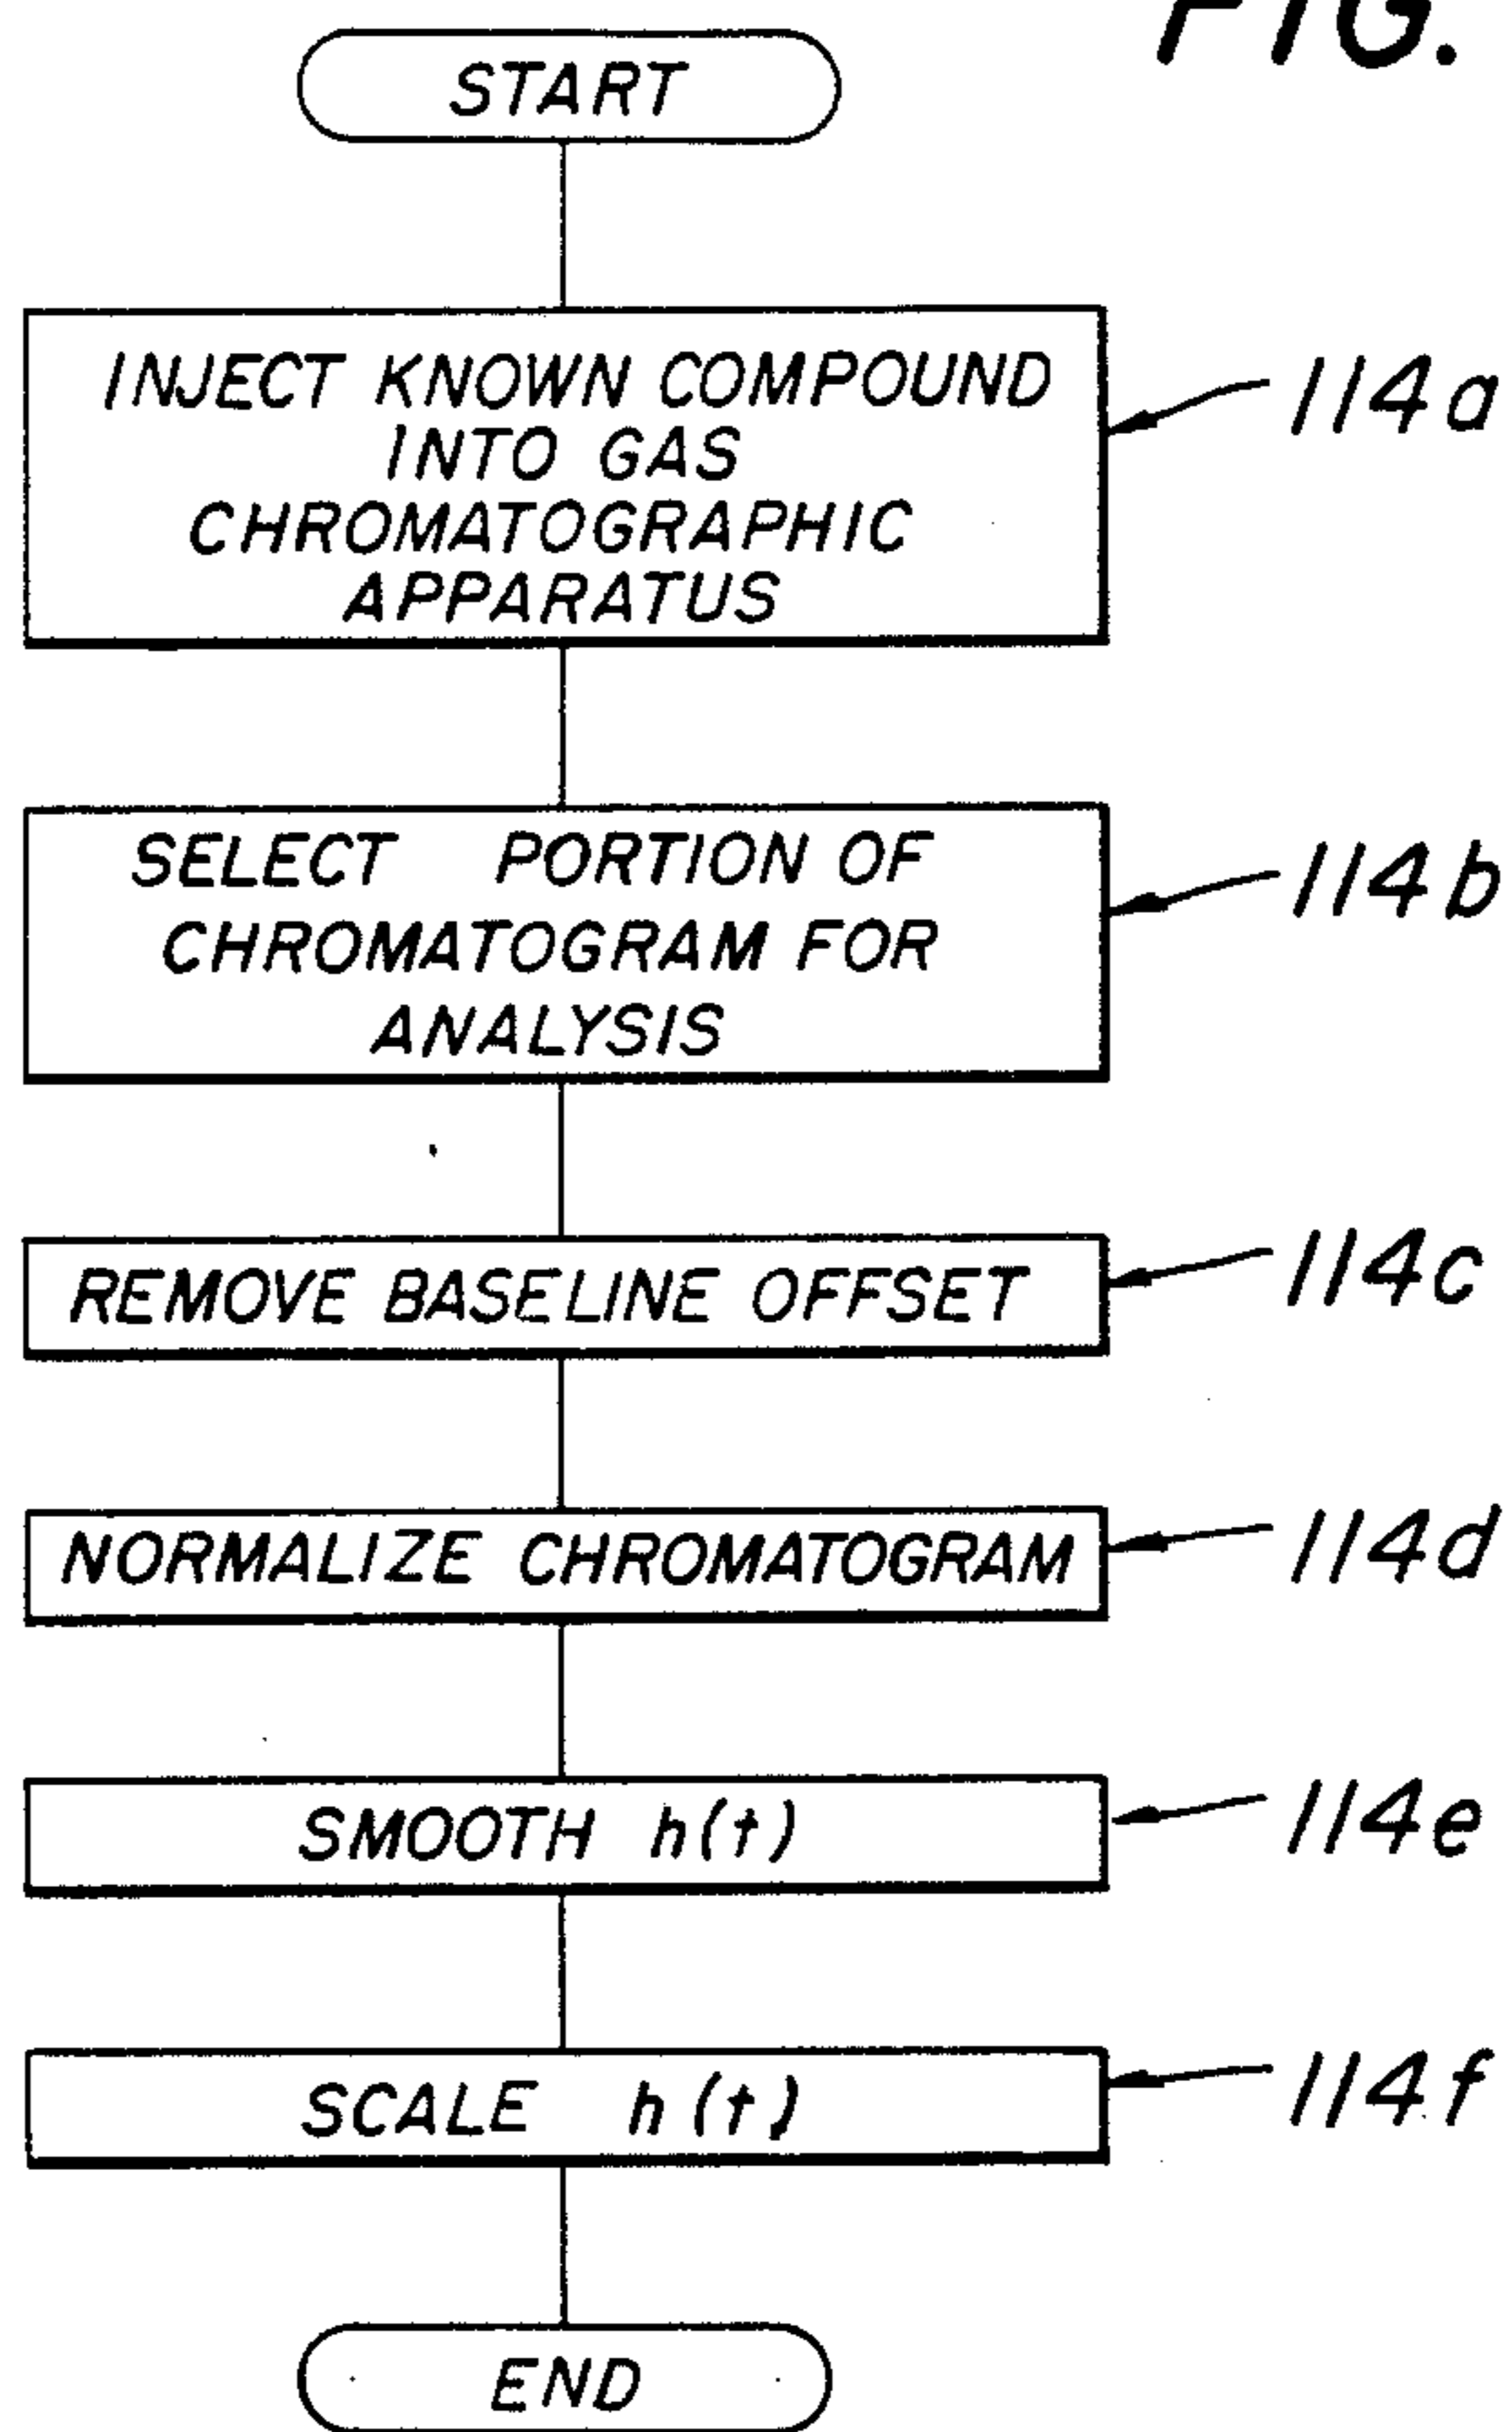 FIG.
START
INJECT KNOWN COMPOUND
INTO GAS
CHROMATOGRAPHIC
APPARATUS
114a
SELECT PORTION OF
CHROMATOGRAM FOR
ANALYSIS
114b
REMOVE BASELINE OFFSET
114c
NORMALIZE CHROMATOGRAM
114d
SMOOTH h(t)
114e
SCALE h(t)
114f
END